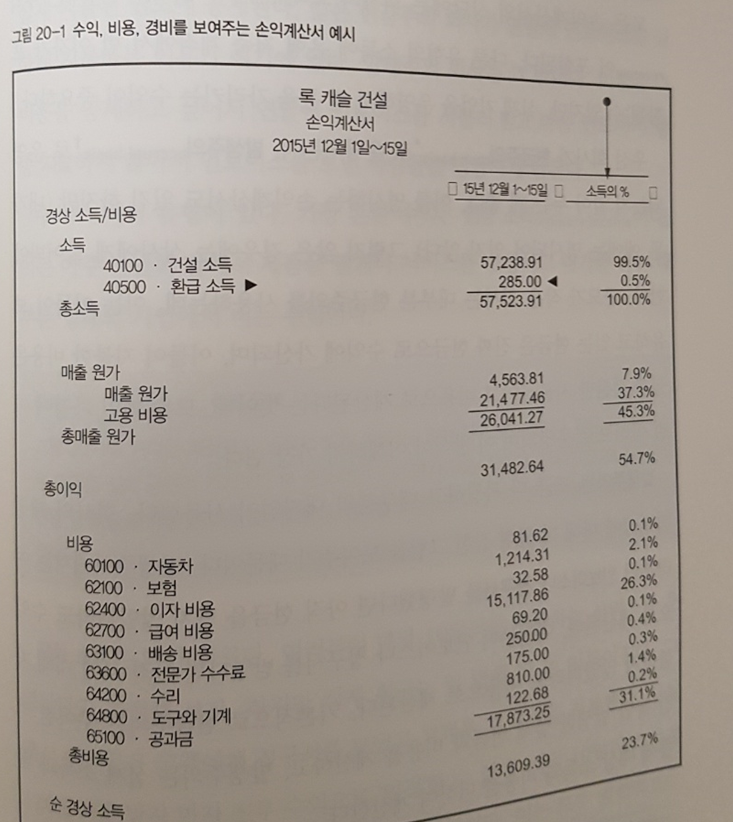 그림 20-1 수익, 비용, 경비를 보여주는 손익계산서 예시
록 캐슬 건설
손익계산서
2015년 12월 1일~15일
15년 12월 1~15일 소득의 %
경상 소득/비용
소득
40100 · 건설 소득 57,238.91 99.5%
40500 · 환급 소득 ▶ 285.00 ◀ 0.5%
총소득 57,523.91 100.0%
매출 원가
매출 원가 4,563.81 7.9%
고용 비용 21,477.46 37.3%
총매출 원가 26,041.27 45.3%
총이익 31,482.64 54.7%
비용
60100 · 자동차 81.62 0.1%
62100 · 보험 1,214.31 2.1%
62400 · 이자 비용 32.58 0.1%
62700 · 급여 비용 15,117.86 26.3%
63100 · 배송 비용 69.20 0.1%
63600 · 전문가 수수료 250.00 0.4%
64200 · 수리 175.00 0.3%
64800 · 도구와 기계 810.00 1.4%
65100 · 공과금 122.68 0.2%
총비용 17,873.25 31.1%
순 경상 소득 13,609.39 23.7%